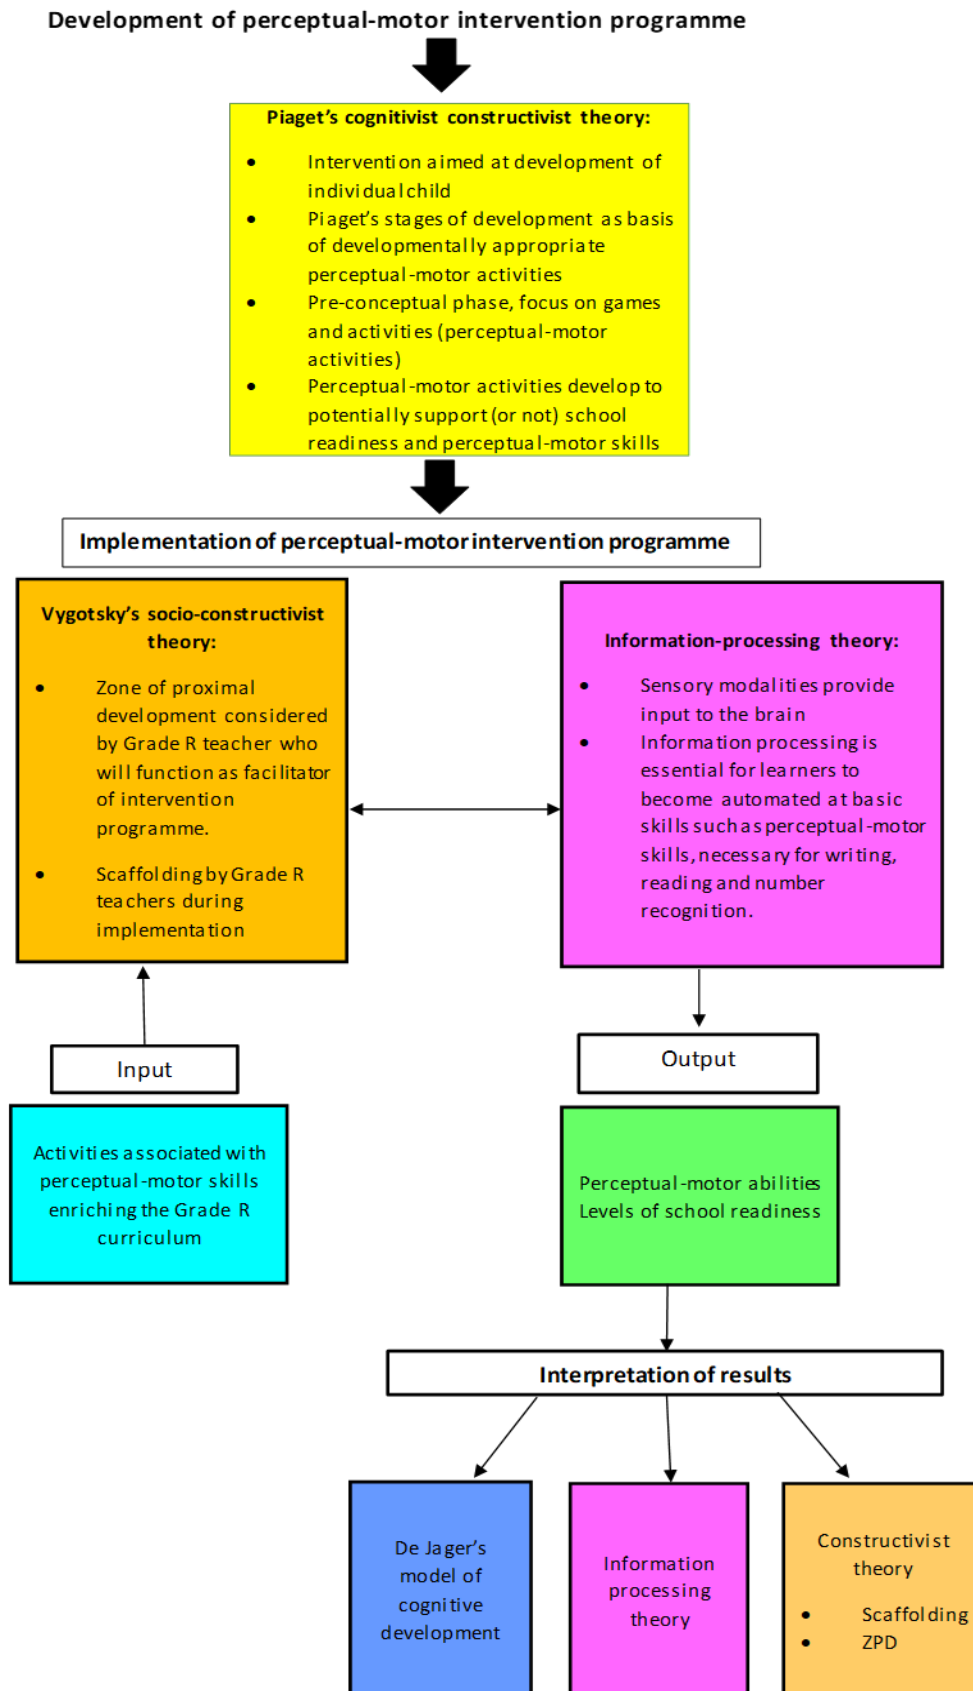 Development of perceptual-motor intervention programme
Piaget's cognitivist constructivist theory:
• Intervention aimed at development of
individual child
• Piaget's stages of development as basis
of developmentally appropriate
perceptual-motor activities
• Pre-conceptual phase, focus on games
and activities (perceptual-motor
activities)
• Perceptual-motor activities develop to
potentially support (or not) school
readiness and perceptual-motor skills
Implementation of perceptual-motor intervention programme
Vygotsky's socio-constructivist
theory:
• Zone of proximal
development considered
by Grade R teacher who
will function as facilitator
of intervention
programme.
• Scaffolding by Grade R
teachers during
implementation
Information-processing theory:
• Sensory modalities provide
input to the brain
• Information processing is
essential for learners to
become automated at basic
skills such as perceptual-motor
skills, necessary for writing,
reading and number
recognition.
Input
Output
Activities associated with
perceptual-motor skills
enriching the Grade R
curriculum
Perceptual-motor abilities
Levels of school readiness
Interpretation of results
De Jager's
model of
cognitive
development
Information
processing
theory
Constructivist
theory
• Scaffolding
• ZPD